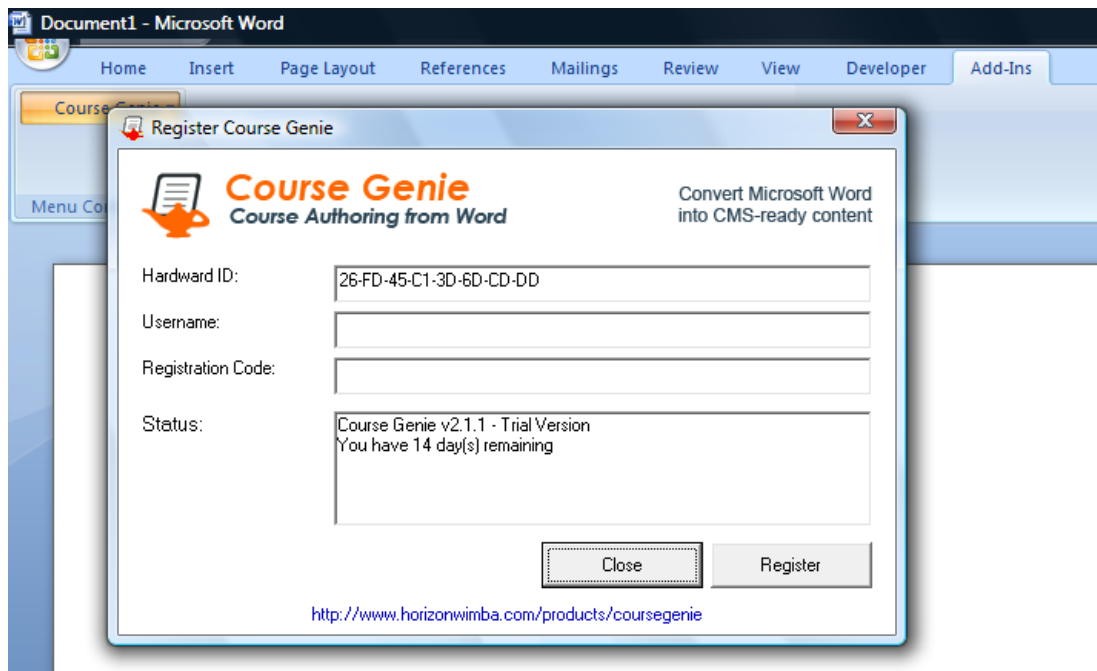 Document1 - Microsoft Word
Home Insert Page Layout References Mailings Review View Developer Add-Ins
Course
Register Course Genie
Course Genie
Course Authoring from Word
Convert Microsoft Word
into CMS-ready content
Menu
Hardward ID:
26-FD-45-C1-3D-6D-CD-DD
Username:
Registration Code:
Status:
Course Genie v2.1.1 - Trial Version
You have 14 day(s) remaining
Close Register
http://www.horizonwimba.com/products/coursegenie